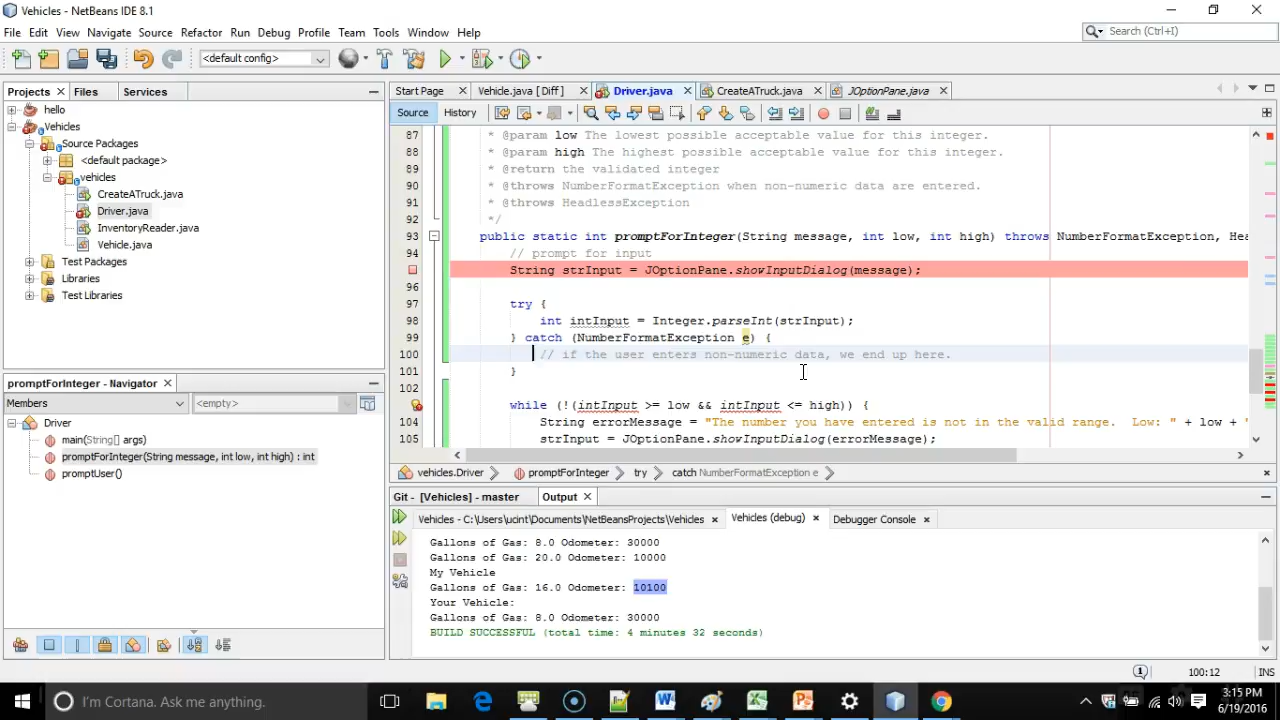 Vehicles - NetBeans IDE 8.1
File Edit View Navigate Source Refactor Run Debug Profile Team Tools Window Help
Search (Ctrl+I)
<default config>
Projects Files Services
Start Page Vehide.java [ Diff ] Driver.java CreateATruck.java JOptionPane.java
Source History
hello
Vehicles
Source Packages
<default package>
vehicles
CreateATruck.java
Driver.java
InventoryReader.java
Vehicle.java
Test Packages
Libraries
Test Libraries
87 * @param low The lowest possible acceptable value for this integer.
88 * @param high The highest possible acceptable value for this integer.
89 * @return the validated integer
90 * @throws NumberFormatException when non-numeric data are entered.
91 * @throws HeadlessException
92 */
93 public static int promptForInteger(String message, int low, int high) throws NumberFormatException, Hea
94 // prompt for input
String strInput = JOptionPane.showInputDialog(message);
96
97 try {
98 int intInput = Integer.parseInt(strInput);
99 } catch (NumberFormatException e) {
100 // if the user enters non-numeric data, we end up here.
101 }
102
while (!(intInput >= low && intInput <= high)) {
104 String errorMessage = "The number you have entered is not in the valid range.  Low: " + low + "
105 strInput = JOptionPane.showInputDialog(errorMessage);
promptForInteger - Navigator
Members <empty>
Driver
main(String[] args)
promptForInteger(String message, int low, int high) : int
promptUser()
vehicles.Driver promptForInteger try catch NumberFormatException e
Git - [Vehicles] - master Output
Vehicles - C:\Users\ucint\Documents\NetBeansProjects\Vehicles Vehicles (debug) Debugger Console
Gallons of Gas: 8.0 Odometer: 30000
Gallons of Gas: 20.0 Odometer: 10000
My Vehicle
Gallons of Gas: 16.0 Odometer: 10100
Your Vehicle:
Gallons of Gas: 8.0 Odometer: 30000
BUILD SUCCESSFUL (total time: 4 minutes 32 seconds)
100:12 INS
I'm Cortana. Ask me anything.
3:15 PM
6/19/2016